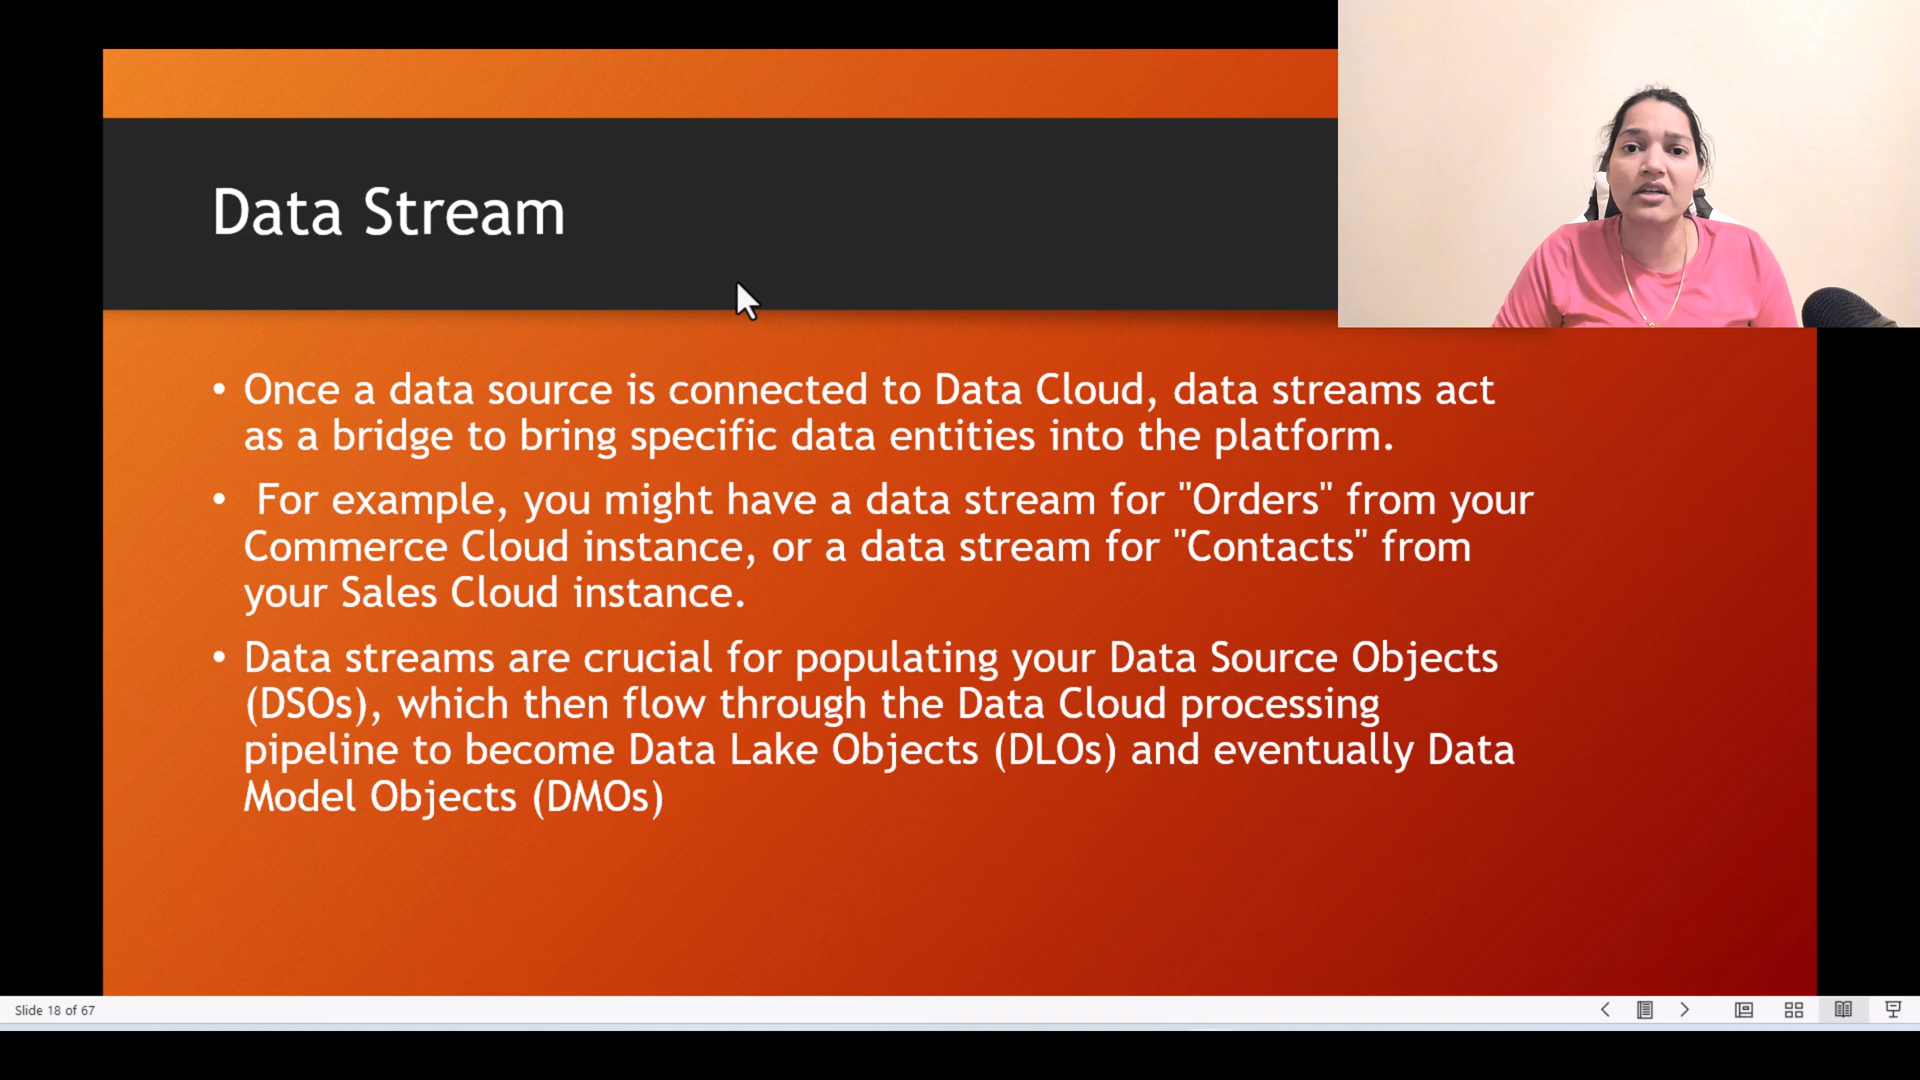 Data Stream
• Once a data source is connected to Data Cloud, data streams act
as a bridge to bring specific data entities into the platform.
• For example, you might have a data stream for "Orders" from your
Commerce Cloud instance, or a data stream for "Contacts" from
your Sales Cloud instance.
• Data streams are crucial for populating your Data Source Objects
(DSOs), which then flow through the Data Cloud processing
pipeline to become Data Lake Objects (DLOs) and eventually Data
Model Objects (DMOs)
Slide 18 of 67